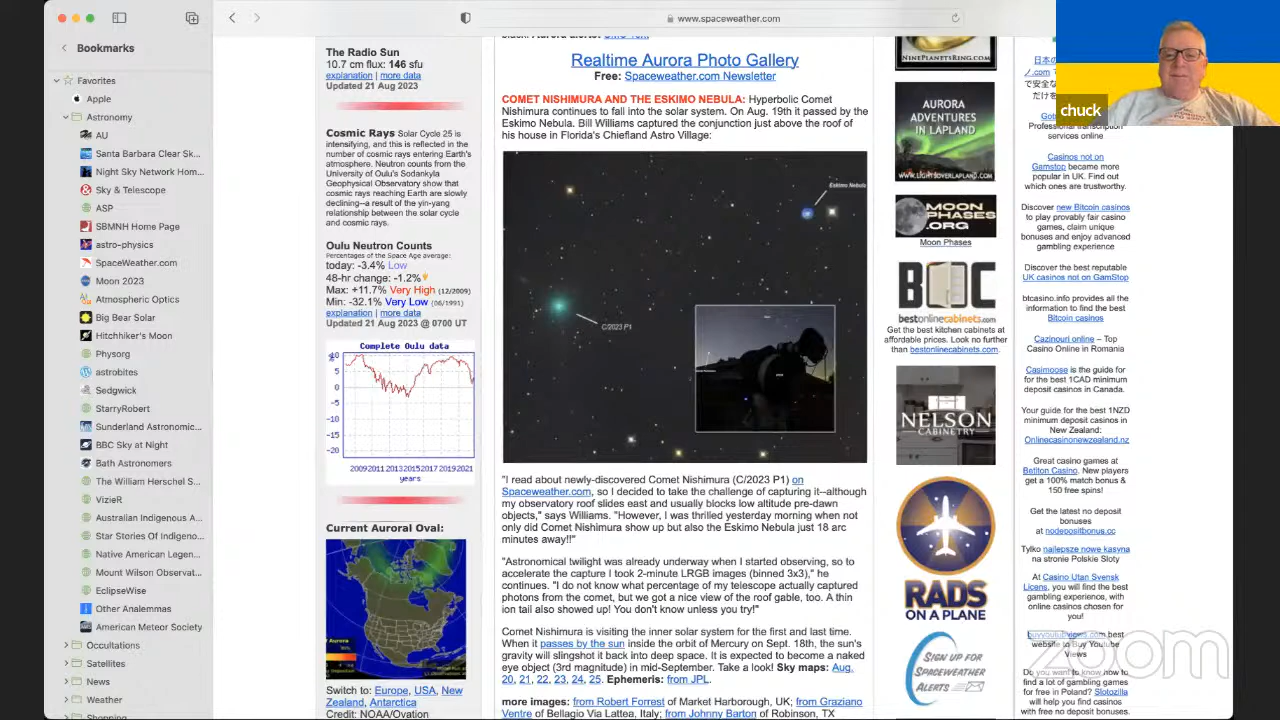 Bookmarks
Favorites
Apple
Astronomy
AU
Santa Barbara Clear Sk...
Night Sky Network Hom...
Sky & Telescope
ASP
SBMNH Home Page
astro-physics
SpaceWeather.com
Moon 2023
Atmospheric Optics
Big Bear Solar
Hitchhiker's Moon
Physorg
astrobites
Sedgwick
StarryRobert
Sunderland Astronomic...
BBC Sky at Night
Bath Astronomers
The William Herschel S...
VizieR
Australian Indigenous A...
Star Stories Of Indigeno...
Native American Legen...
Mount Wilson Observat...
EclipseWise
Other Analemmas
American Meteor Society
Occultations
Satellites
News
Weather
Shopping
www.spaceweather.com
The Radio Sun
10.7 cm flux: 146 sfu
explanation | more data
Updated 21 Aug 2023
Cosmic Rays Solar Cycle 25 is
intensifying, and this is reflected in the
number of cosmic rays entering Earth's
atmosphere. Neutron counts from the
University of Oulu's Sodankyla
Geophysical Observatory show that
cosmic rays reaching Earth are slowly
declining--a result of the yin-yang
relationship between the solar cycle
and cosmic rays.
Oulu Neutron Counts
Percentages of the Space Age average:
today: -3.4% Low
48-hr change: -1.2%
Max: +11.7% Very High (12/2009)
Min: -32.1% Very Low (06/1991)
explanation | more data
Updated 21 Aug 2023 @ 0700 UT
Complete Oulu data
%
10
5
0
-5
-10
-15
-20
2009 2011 2013 2015 2017 2019 2021
years
Current Auroral Oval:
Switch to: Europe, USA, New
Zealand, Antarctica
Credit: NOAA/Ovation
Realtime Aurora Photo Gallery
Free: Spaceweather.com Newsletter
COMET NISHIMURA AND THE ESKIMO NEBULA: Hyperbolic Comet
Nishimura continues to fall into the solar system. On Aug. 19th it passed by the
Eskimo Nebula. Bill Williams captured the conjunction just above the roof of
his house in Florida's Chiefland Astro Village:
Eskimo Nebula
C/2023 P1
"I read about newly-discovered Comet Nishimura (C/2023 P1) on
Spaceweather.com, so I decided to take the challenge of capturing it--although
my observatory roof slides east and usually blocks low altitude pre-dawn
objects," says Williams. "However, I was thrilled yesterday morning when not
only did Comet Nishimura show up but also the Eskimo Nebula just 18 arc
minutes away!!"
"Astronomical twilight was already underway when I started observing, so to
accelerate the capture I took 2-minute LRGB images (binned 3x3)," he
continues. "I do not know what percentage of my telescope actually captured
photons from the comet, but we got a nice view of the roof gable, too. A thin
ion tail also showed up! You don't know unless you try!"
Comet Nishimura is visiting the inner solar system for the first and last time.
When it passes by the sun inside the orbit of Mercury on Sept. 18th, the sun's
gravity will slingshot it back into deep space. It is expected to become a naked
eye object (3rd magnitude) in mid-September. Take a look! Sky maps: Aug.
20, 21, 22, 23, 24, 25. Ephemeris: from JPL.
more images: from Robert Forrest of Market Harborough, UK; from Graziano
Ventre of Bellagio Via Lattea, Italy; from Johnny Barton of Robinson, TX
NINEPLANETSRING.COM
AURORA
ADVENTURES
IN LAPLAND
WWW.LIGHTSOVERLAPLAND.COM
MOON
PHASES
.ORG
Moon Phases
BOC
bestonlinecabinets.com
Get the best kitchen cabinets at
affordable prices. Look no further
than bestonlinecabinets.com.
NELSON
CABINETRY
RADS
ON A PLANE
SIGN UP FOR
SPACEWEATHER
ALERTS
chuck
Professional transcription
services online
Casinos not on
Gamstop became more
popular in UK. Find out
which ones are trustworthy.
Discover new Bitcoin casinos
to play provably fair casino
games, claim unique
bonuses and enjoy advanced
gambling experience
Discover the best reputable
UK casinos not on GamStop
btcasino.info provides all the
information to find the best
Bitcoin casinos
Cazinouri online – Top
Casino Online in Romania
Casimoose is the guide for
for the best 1CAD minimum
deposit casinos in Canada.
Your guide for the best 1NZD
minimum deposit casinos in
New Zealand:
Onlinecasinonewzealand.nz
Great casino games at
Betiton Casino. New players
get a 100% match bonus &
150 free spins!
Get the latest no deposit
bonuses
at nodepositbonus.cc
Tylko najlepsze nowe kasyna
na stronie Polskie Sloty
At Casino Utan Svensk
Licens, you will find the best
gambling experience, with
online casinos chosen for
you!
buyyoutubviews.com best
website to Buy Youtube
Views
Do you want to know how to
find a lot of gambling games
for free in Poland? Slotozilla
will help you find casinos
with free no deposit bonuses.
zoom